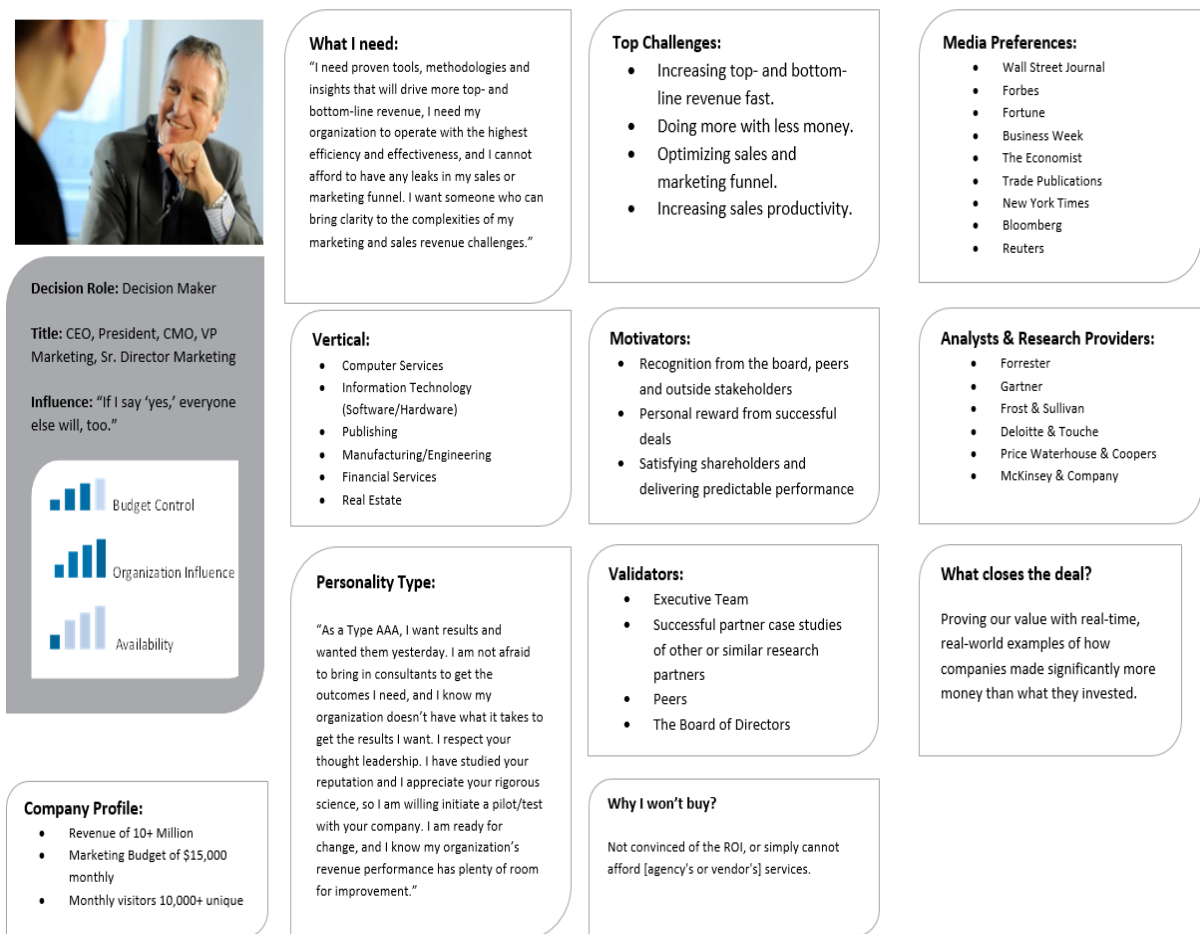 Decision Role: Decision Maker
Title: CEO, President, CMO, VP
Marketing, Sr. Director Marketing
Influence: “If I say ‘yes,’ everyone
else will, too.”
Budget Control
Organization Influence
Availability
Company Profile:
• Revenue of 10+ Million
• Marketing Budget of $15,000
monthly
• Monthly visitors 10,000+ unique
What I need:
“I need proven tools, methodologies and
insights that will drive more top- and
bottom-line revenue, I need my
organization to operate with the highest
efficiency and effectiveness, and I cannot
afford to have any leaks in my sales or
marketing funnel. I want someone who can
bring clarity to the complexities of my
marketing and sales revenue challenges.”
Vertical:
• Computer Services
• Information Technology
(Software/Hardware)
• Publishing
• Manufacturing/Engineering
• Financial Services
• Real Estate
Personality Type:
“As a Type AAA, I want results and
wanted them yesterday. I am not afraid
to bring in consultants to get the
outcomes I need, and I know my
organization doesn’t have what it takes to
get the results I want. I respect your
thought leadership. I have studied your
reputation and I appreciate your rigorous
science, so I am willing initiate a pilot/test
with your company. I am ready for
change, and I know my organization’s
revenue performance has plenty of room
for improvement.”
Top Challenges:
• Increasing top- and bottom-
line revenue fast.
• Doing more with less money.
• Optimizing sales and
marketing funnel.
• Increasing sales productivity.
Motivators:
• Recognition from the board, peers
and outside stakeholders
• Personal reward from successful
deals
• Satisfying shareholders and
delivering predictable performance
Validators:
• Executive Team
• Successful partner case studies
of other or similar research
partners
• Peers
• The Board of Directors
Why I won’t buy?
Not convinced of the ROI, or simply cannot
afford [agency's or vendor's] services.
Media Preferences:
• Wall Street Journal
• Forbes
• Fortune
• Business Week
• The Economist
• Trade Publications
• New York Times
• Bloomberg
• Reuters
Analysts & Research Providers:
• Forrester
• Gartner
• Frost & Sullivan
• Deloitte & Touche
• Price Waterhouse & Coopers
• McKinsey & Company
What closes the deal?
Proving our value with real-time,
real-world examples of how
companies made significantly more
money than what they invested.